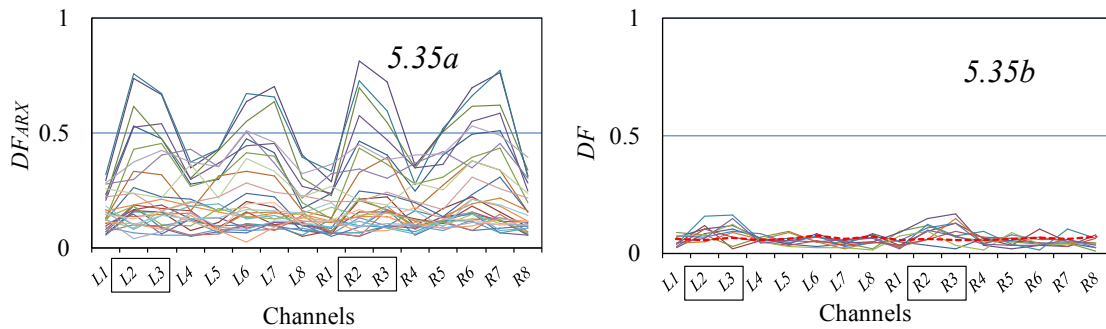 1
0.5
0
DF_ARX
5.35a
L1 L2 L3 L4 L5 L6 L7 L8 R1 R2 R3 R4 R5 R6 R7 R8
Channels
1
0.5
0
DF
5.35b
L1 L2 L3 L4 L5 L6 L7 L8 R1 R2 R3 R4 R5 R6 R7 R8
Channels